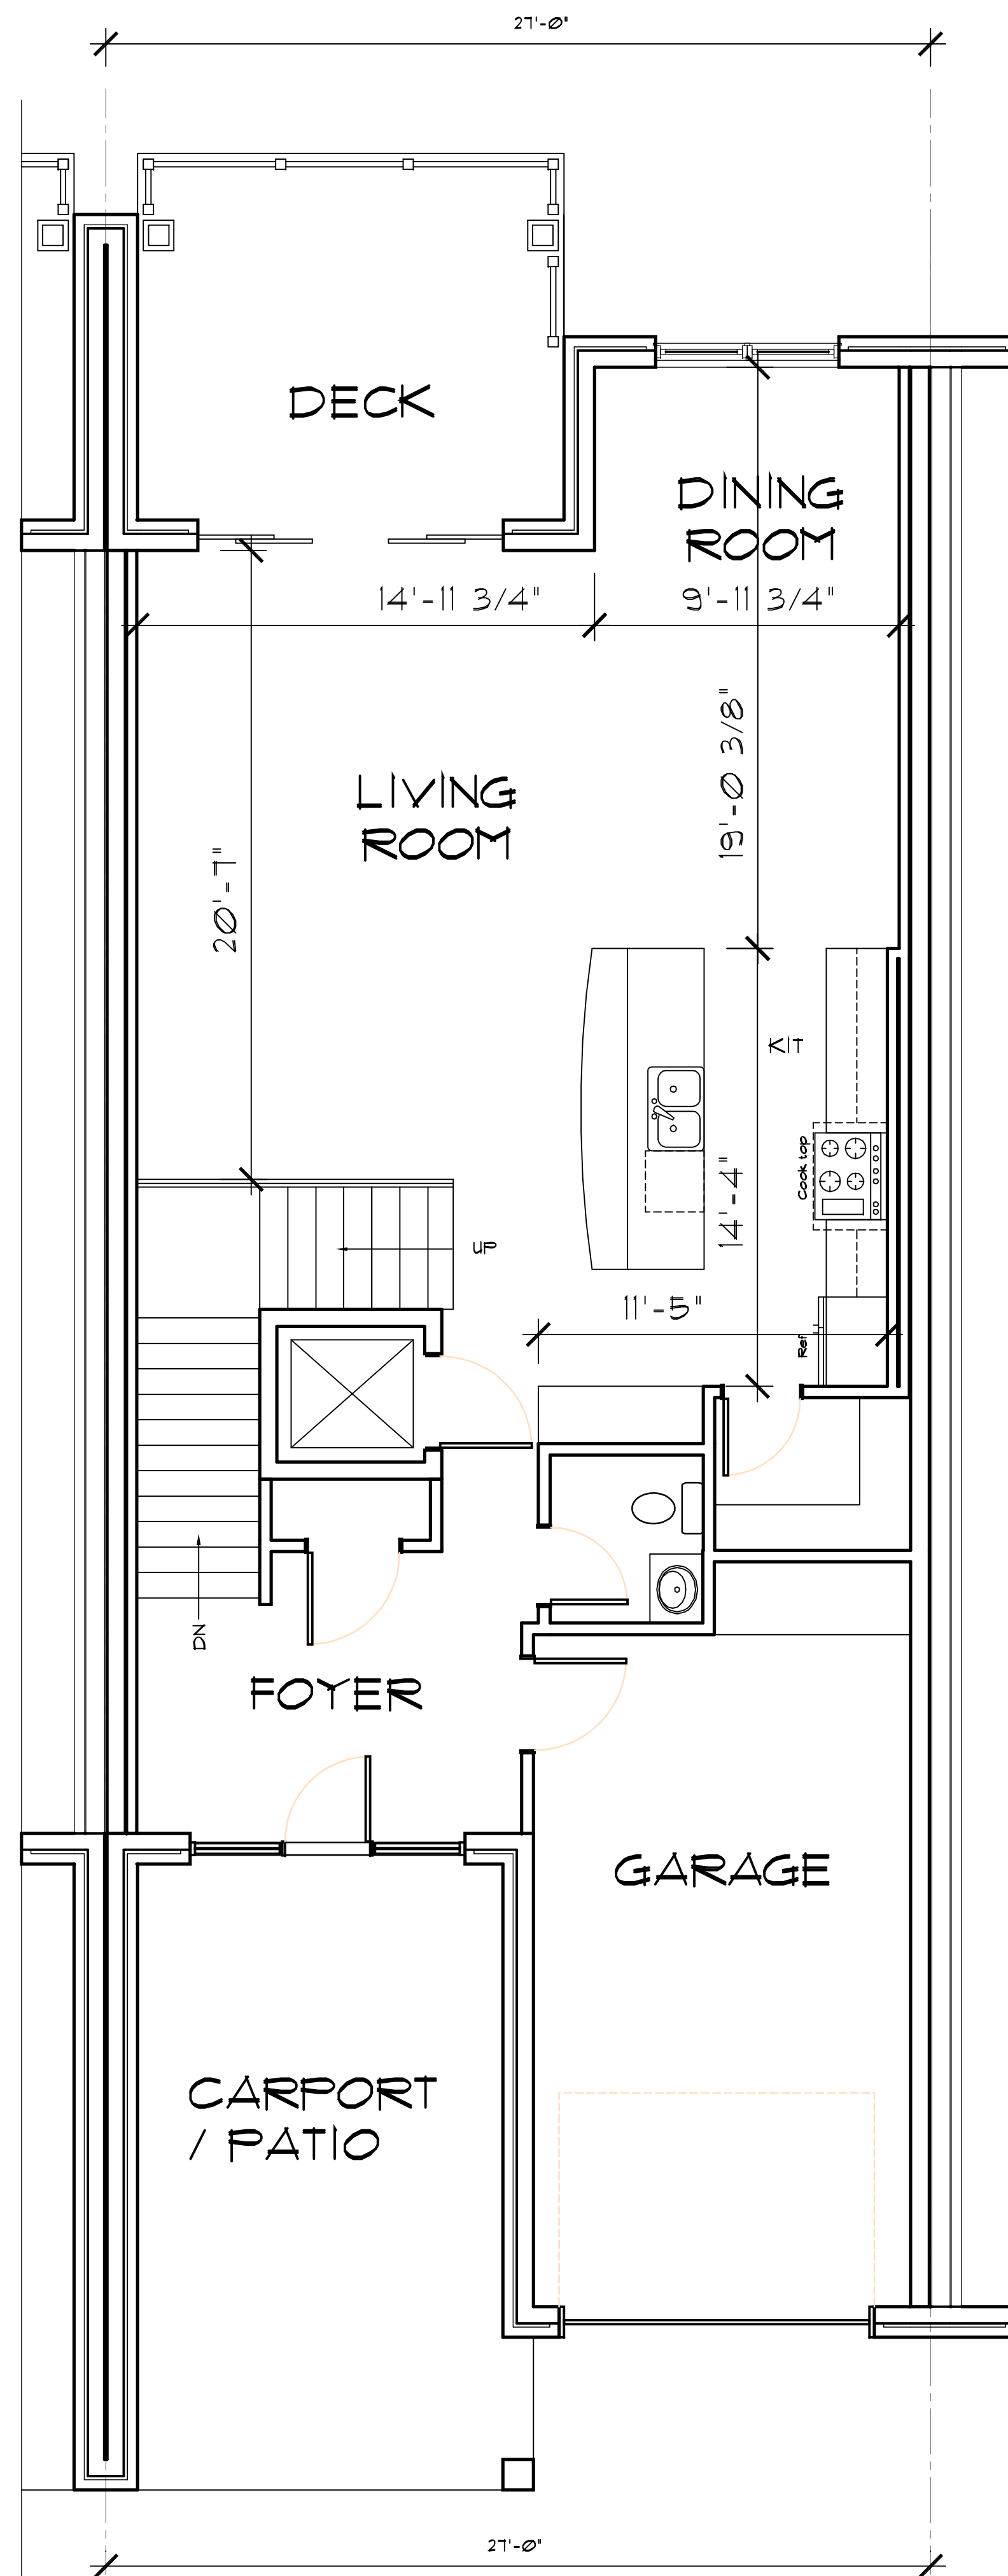 27'-0"
DECK
DINING
ROOM
14'-11 3/4"
9'-11 3/4"
19'-0 3/8"
LIVING
ROOM
20'-7"
KIT
Cook top
14'-4"
UP
11'-5"
Ref
DN
FOYER
GARAGE
CARPORT
/ PATIO
27'-0"